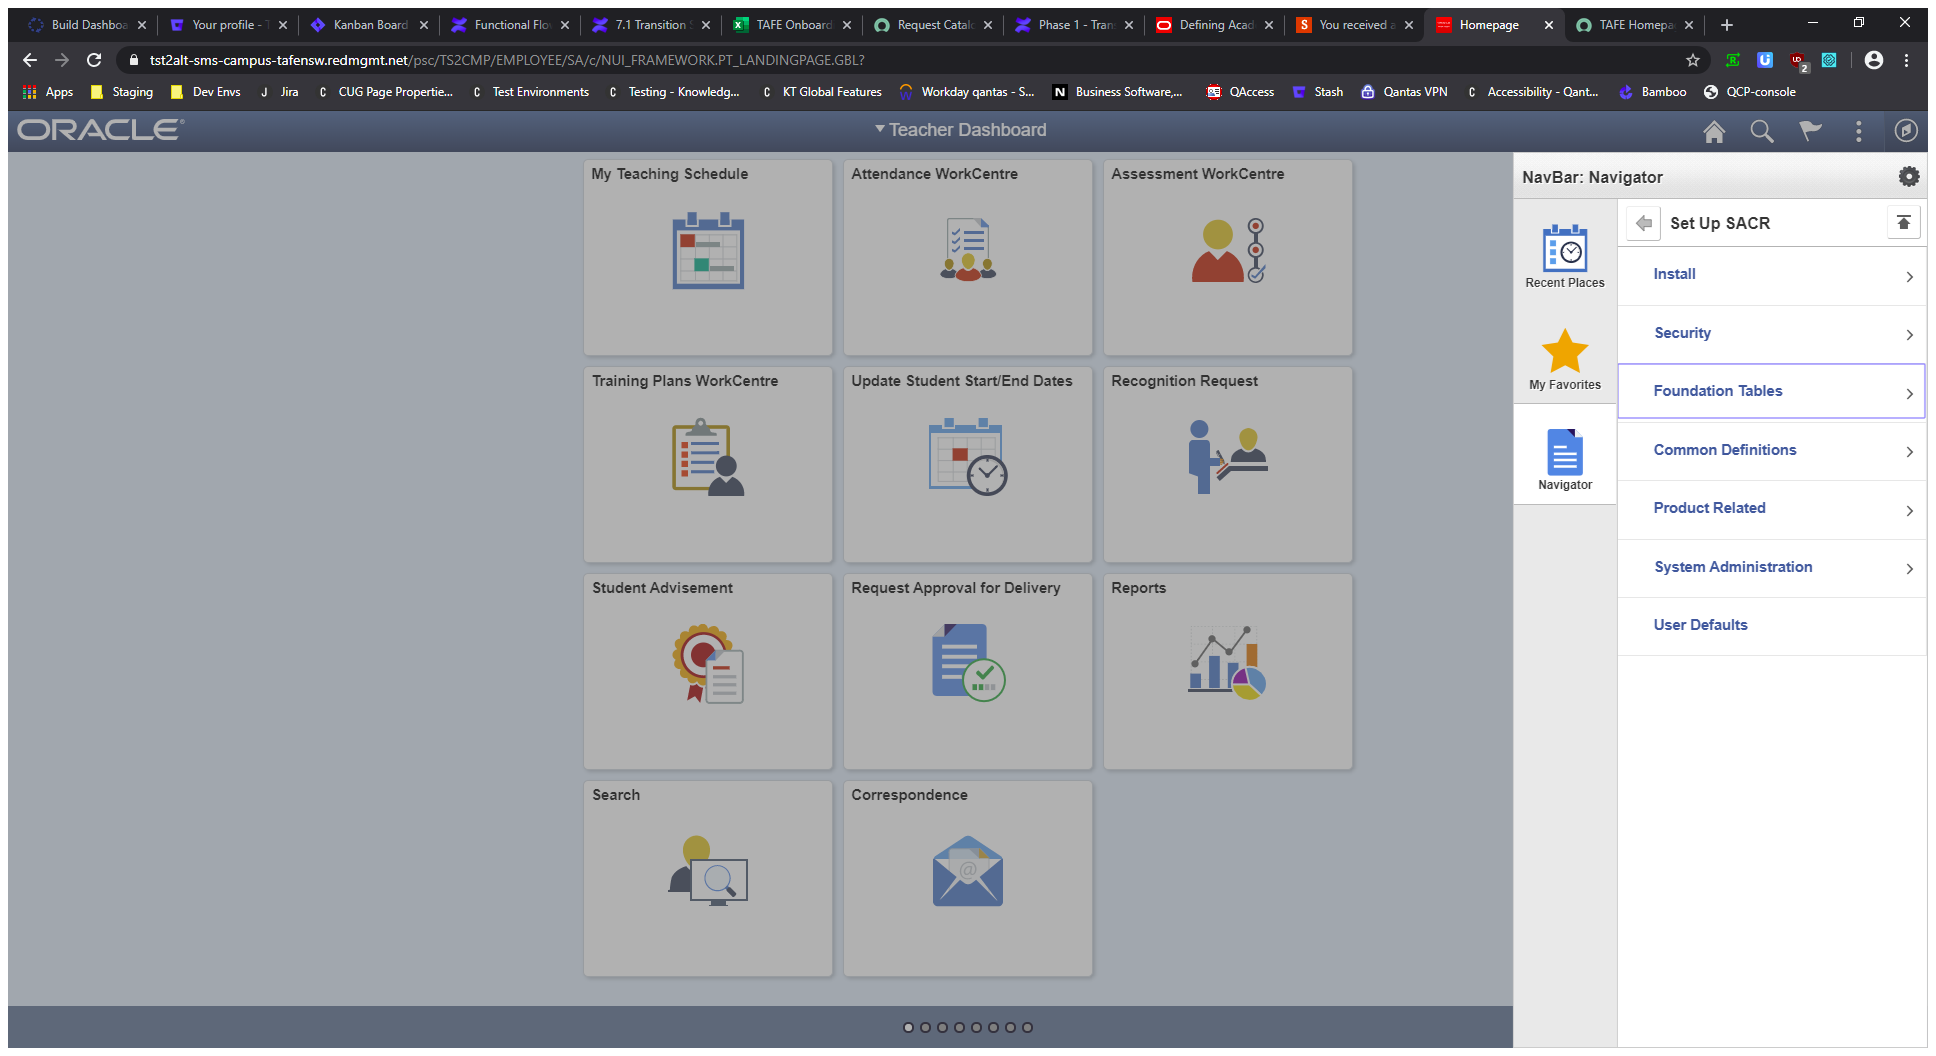 Build Dashboa
Your profile - T
Kanban Board
Functional Flo
7.1 Transition S
TAFE Onboard
Request Catal
Phase 1 - Tran
Defining Acad
You received a
Homepage
TAFE Homepa
tst2alt-sms-campus-tafensw.redmgmt.net/psc/TS2CMP/EMPLOYEE/SA/c/NUI_FRAMEWORK.PT_LANDINGPAGE.GBL?
2
Apps
Staging
Dev Envs
J Jira
C CUG Page Propertie...
C Test Environments
C Testing - Knowledg...
C KT Global Features
Workday qantas - S...
N Business Software,...
QAccess
Stash
Qantas VPN
C Accessibility - Qant...
Bamboo
QCP-console
ORACLE
Teacher Dashboard
My Teaching Schedule
Attendance WorkCentre
Assessment WorkCentre
Training Plans WorkCentre
Update Student Start/End Dates
Recognition Request
Student Advisement
Request Approval for Delivery
Reports
Search
Correspondence
@
NavBar: Navigator
Recent Places
My Favorites
Navigator
Set Up SACR
Install
Security
Foundation Tables
Common Definitions
Product Related
System Administration
User Defaults